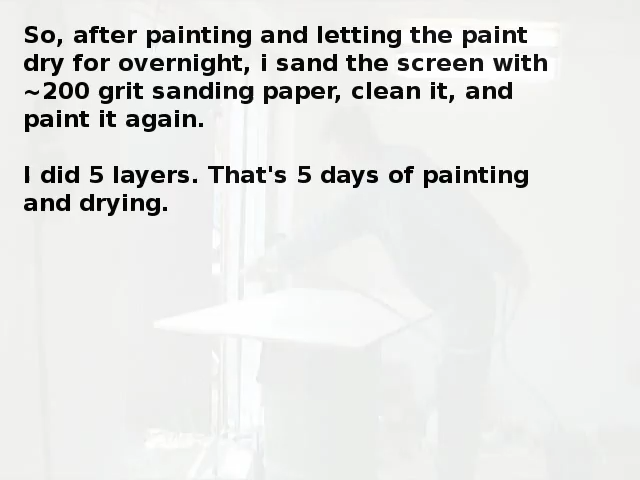 So, after painting and letting the paint
dry for overnight, i sand the screen with
~200 grit sanding paper, clean it, and
paint it again.
I did 5 layers. That's 5 days of painting
and drying.